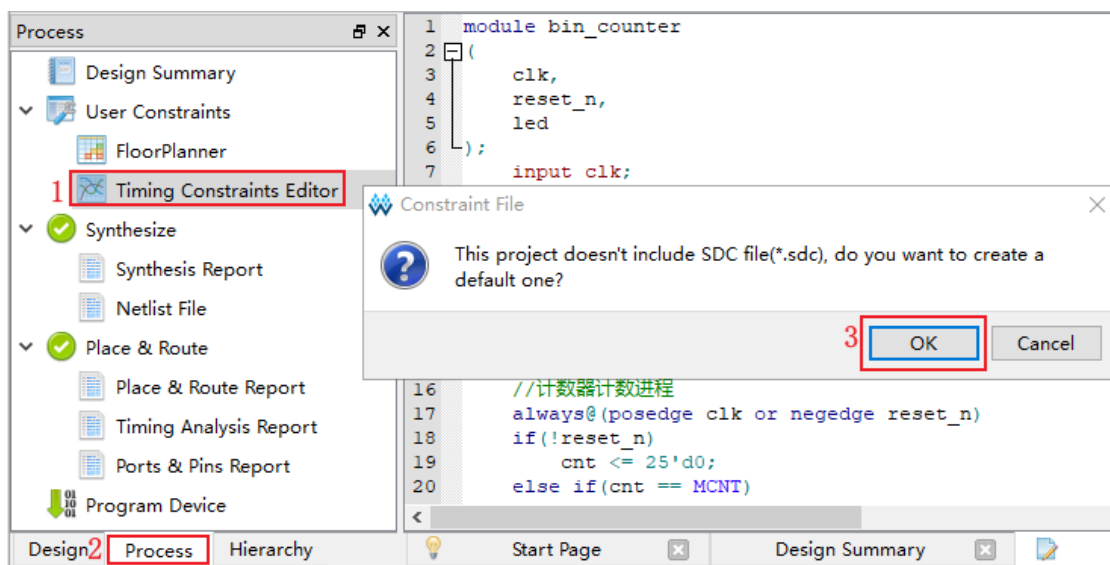 Process
Design Summary
User Constraints
FloorPlanner
1 Timing Constraints Editor
Synthesize
Synthesis Report
Netlist File
Place & Route
Place & Route Report
Timing Analysis Report
Ports & Pins Report
Program Device
Design 2 Process Hierarchy
1 module bin_counter
2 (
3 clk,
4 reset_n,
5 led
6 );
7 input clk;
Constraint File
This project doesn't include SDC file(*.sdc), do you want to create a
default one?
3 OK Cancel
16 //计数器计数进程
17 always@(posedge clk or negedge reset_n)
18 if(!reset_n)
19 cnt <= 25'd0;
20 else if(cnt == MCNT)
Start Page Design Summary